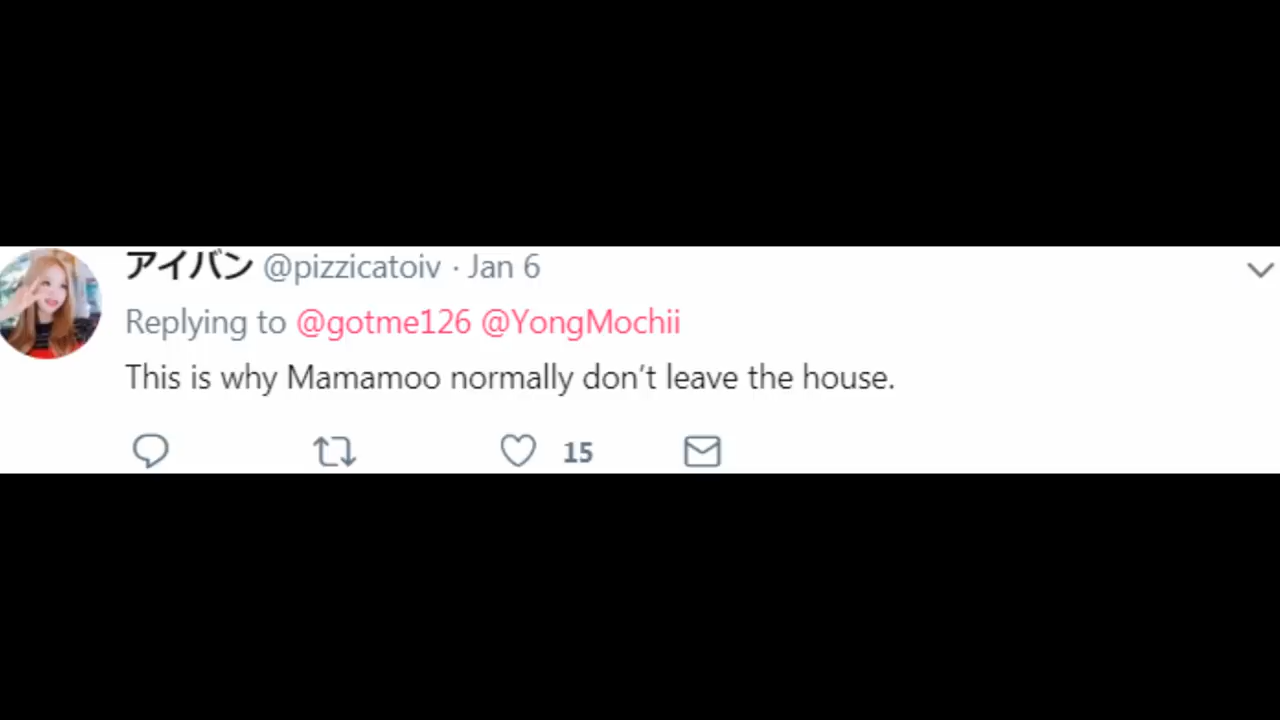 アイバン @pizzicatoiv · Jan 6
Replying to @gotme126 @YongMochii
This is why Mamamoo normally don’t leave the house.
15